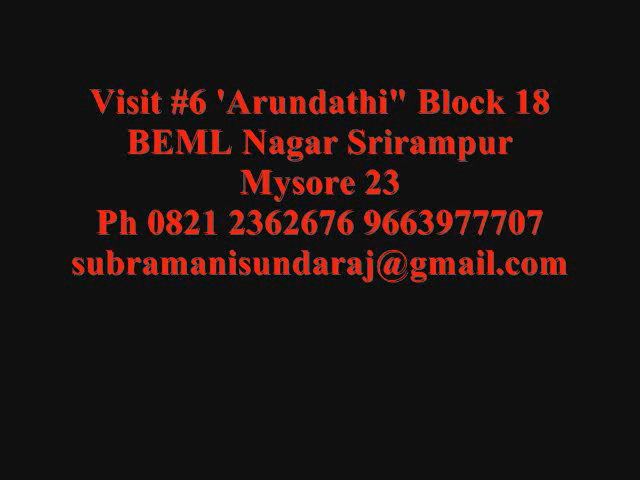 Visit #6 'Arundathi" Block 18
BEML Nagar Srirampur
Mysore 23
Ph 0821 2362676 9663977707
subramanisundaraj@gmail.com